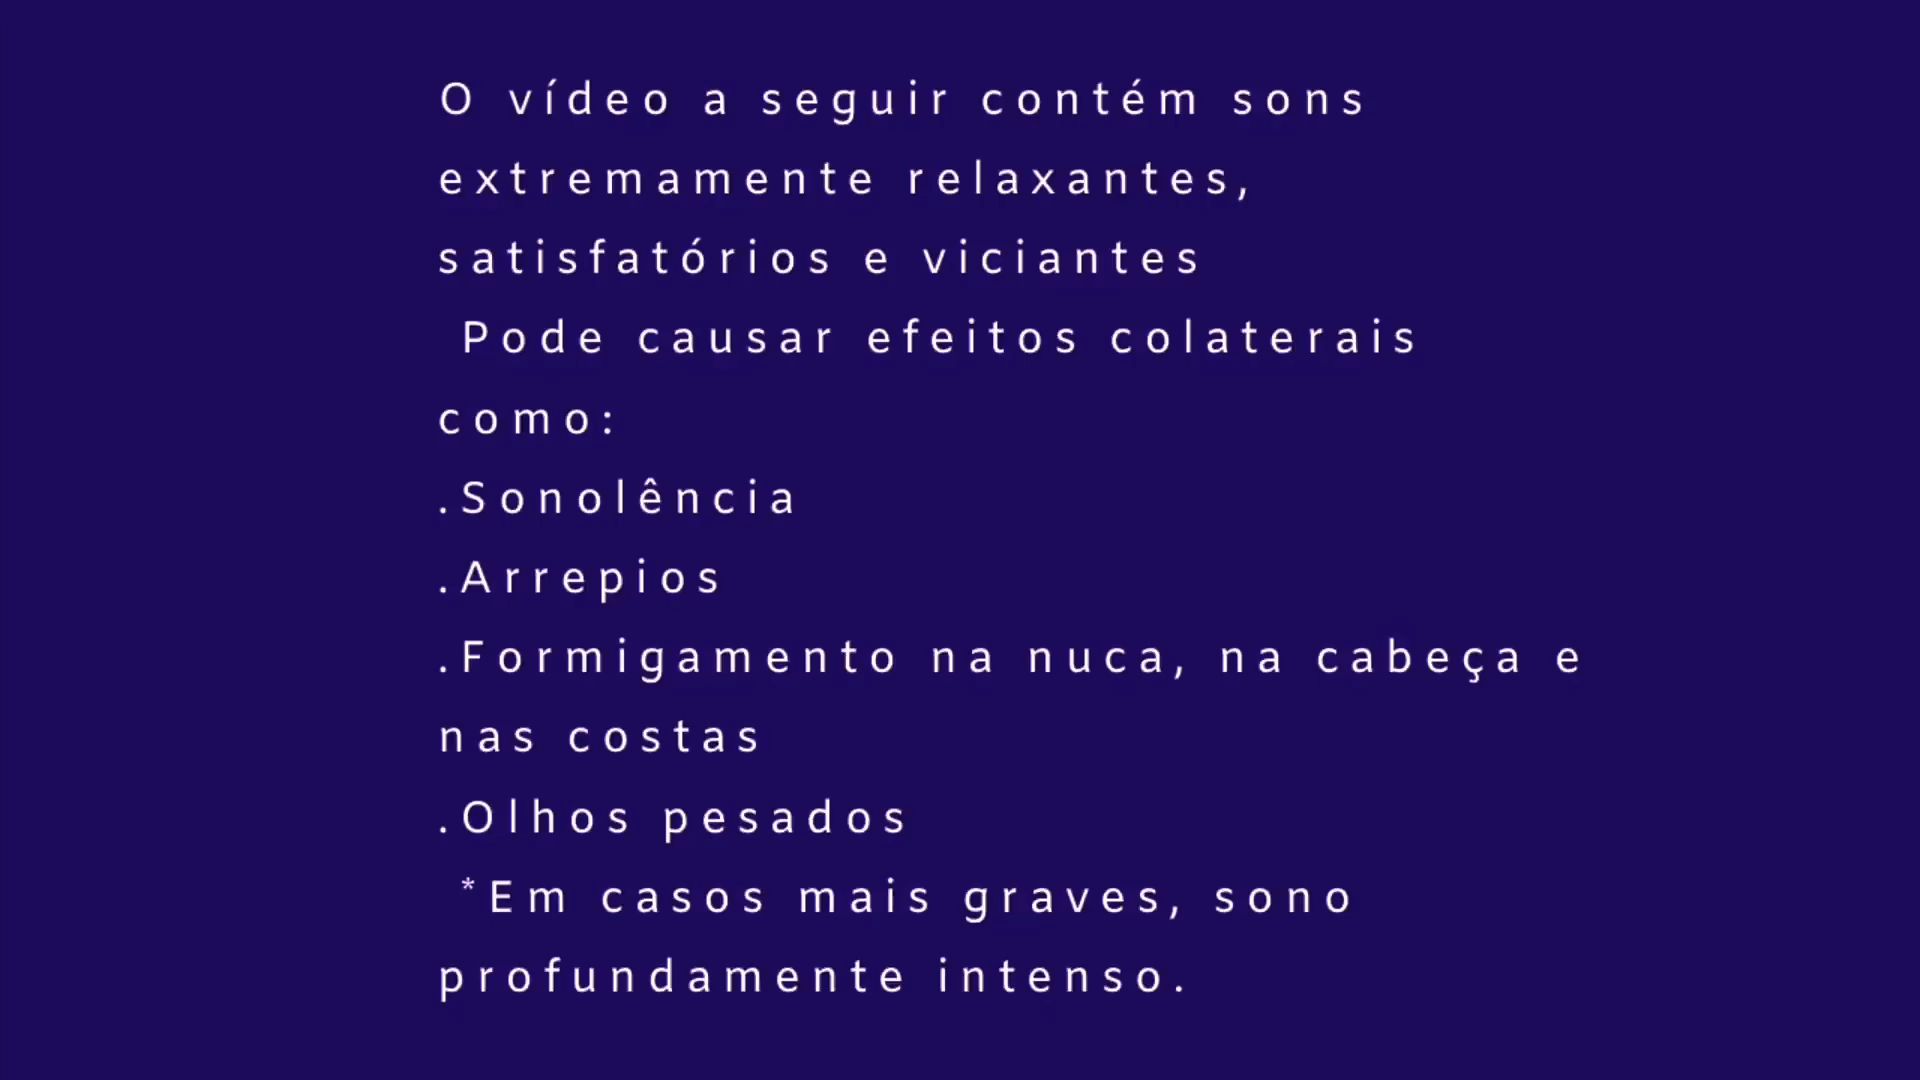 O vídeo a seguir contém sons
extremamente relaxantes,
satisfatórios e viciantes
Pode causar efeitos colaterais
como:
.Sonolência
.Arrepios
.Formigamento na nuca, na cabeça e
nas costas
.Olhos pesados
*Em casos mais graves, sono
profundamente intenso.